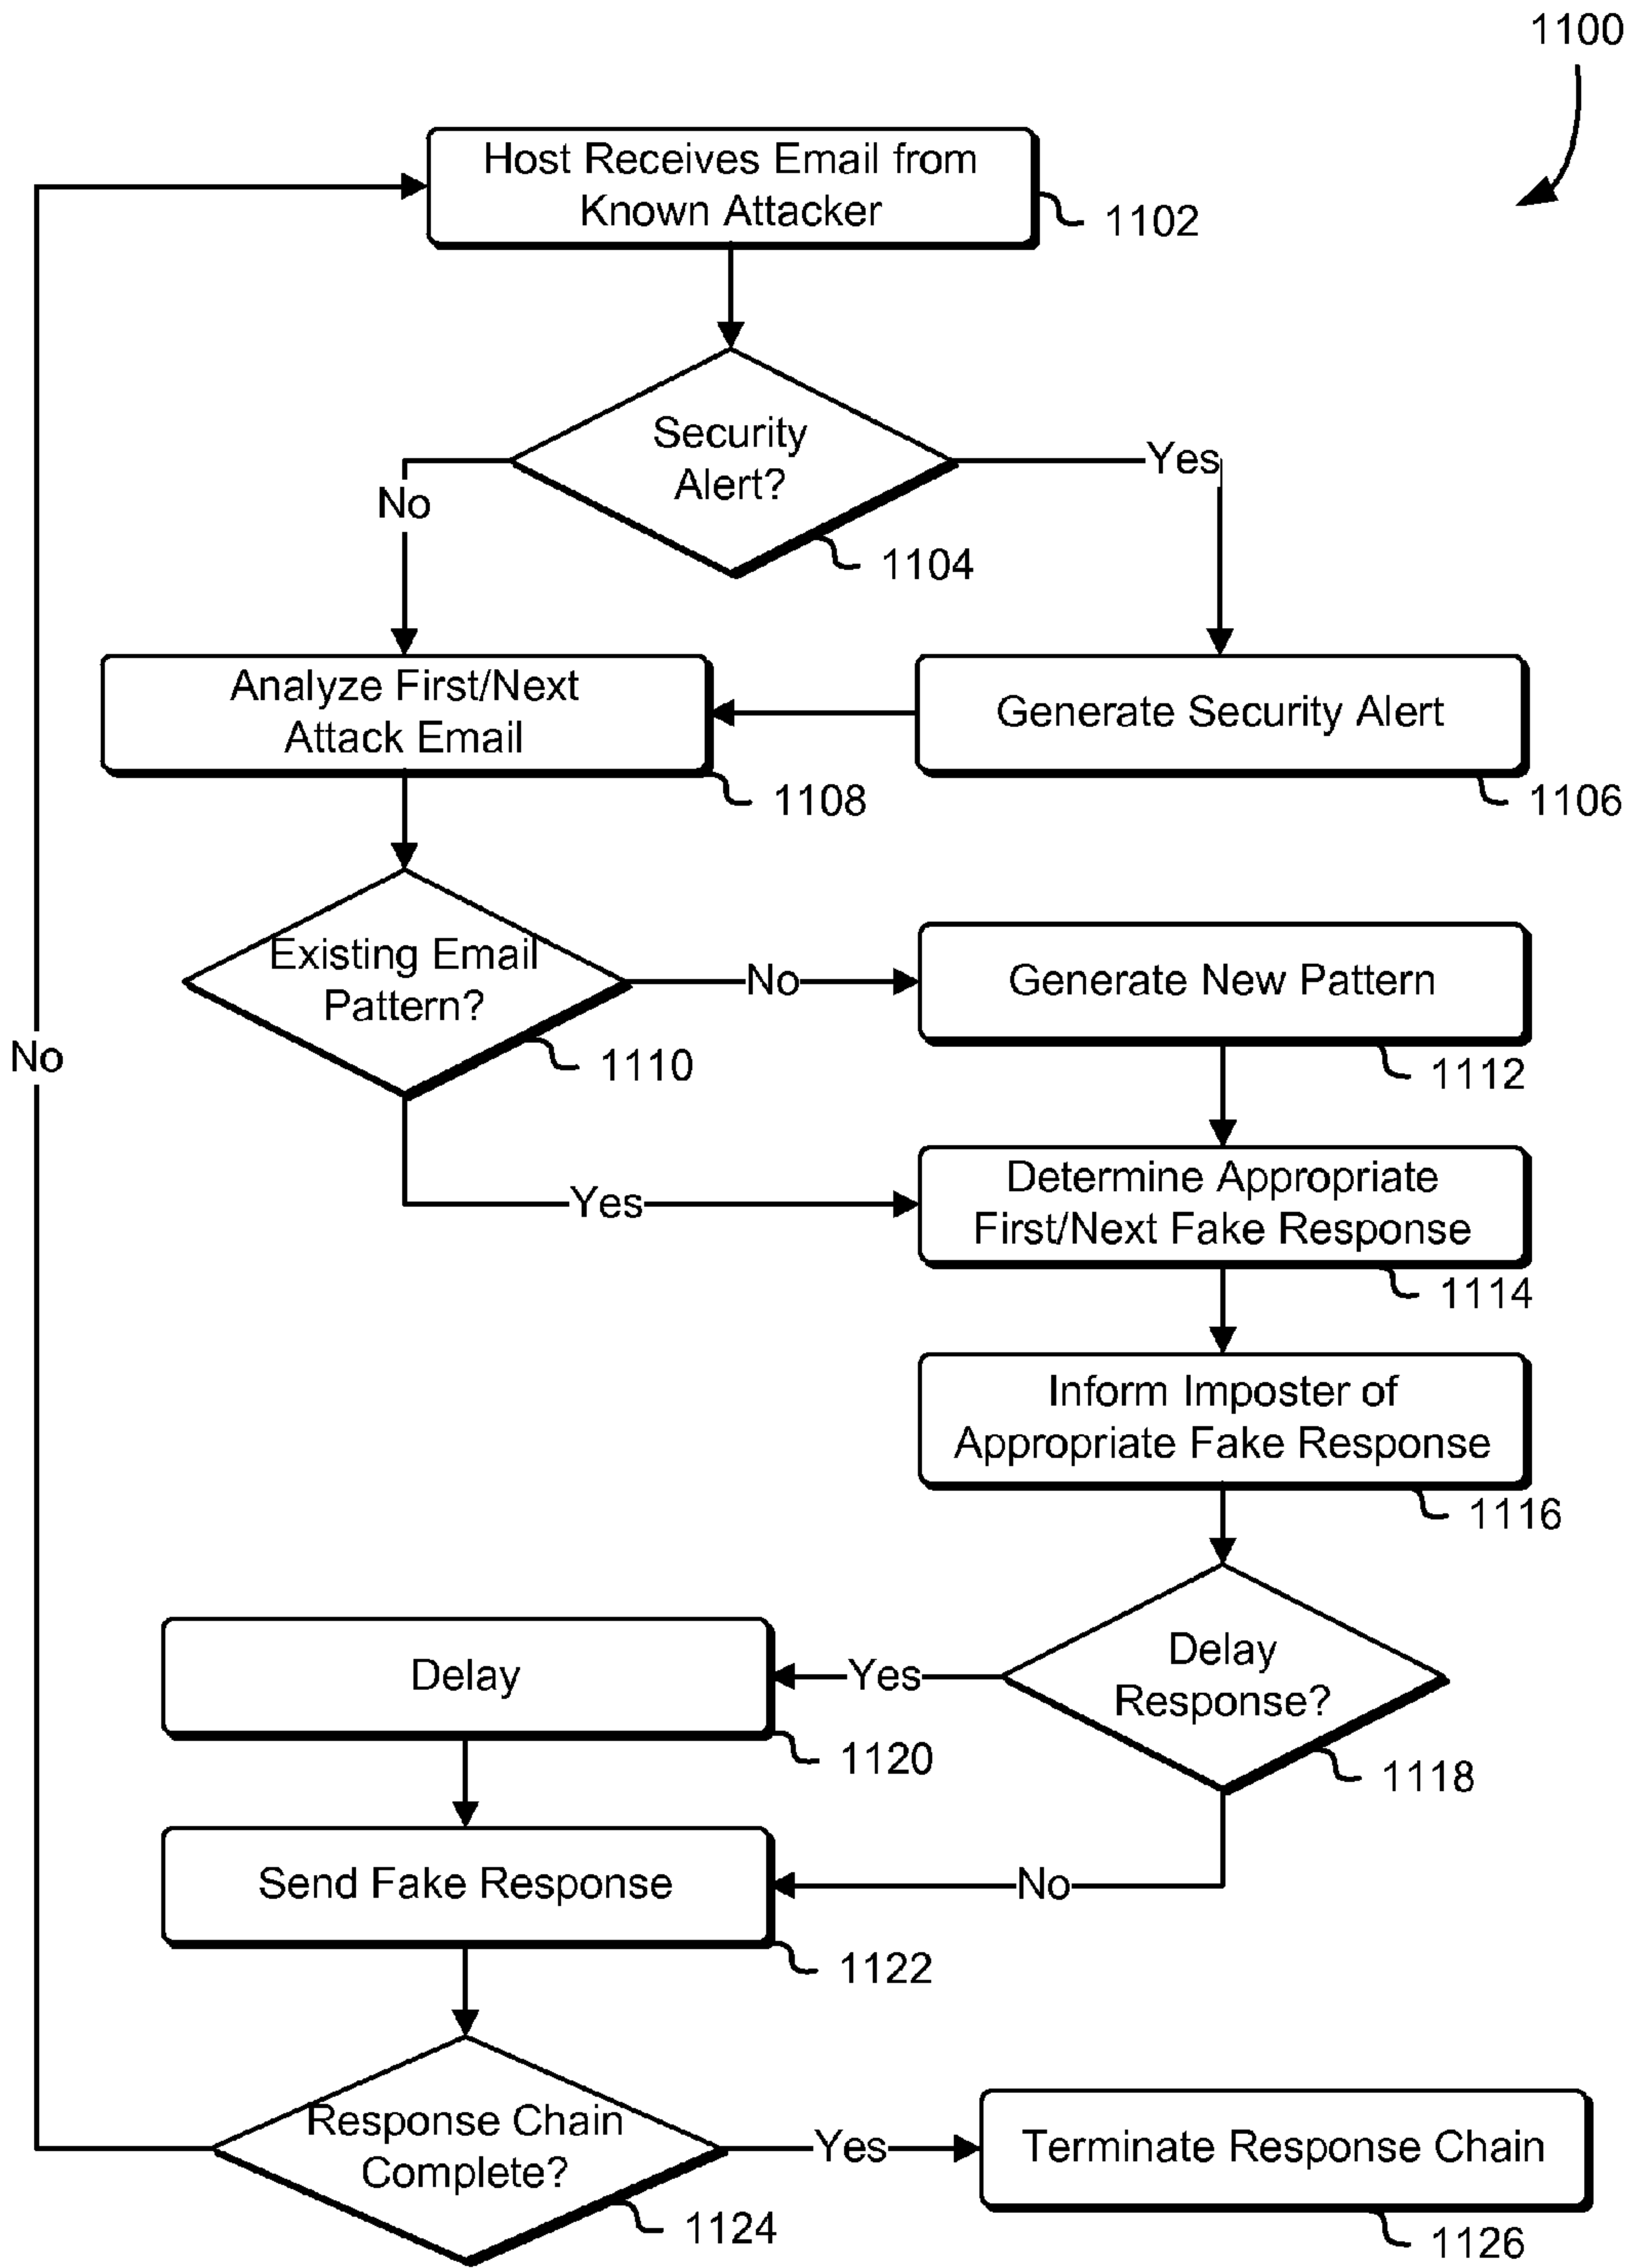 1100
Host Receives Email from
Known Attacker
1102
Security
Alert?
1104
No
Yes
Analyze First/Next
Attack Email
1108
Generate Security Alert
1106
Existing Email
Pattern?
1110
No
Generate New Pattern
1112
No
Yes
Determine Appropriate
First/Next Fake Response
1114
Inform Imposter of
Appropriate Fake Response
1116
Delay
Response?
1118
Yes
Delay
1120
No
Send Fake Response
1122
Response Chain
Complete?
1124
Yes
Terminate Response Chain
1126